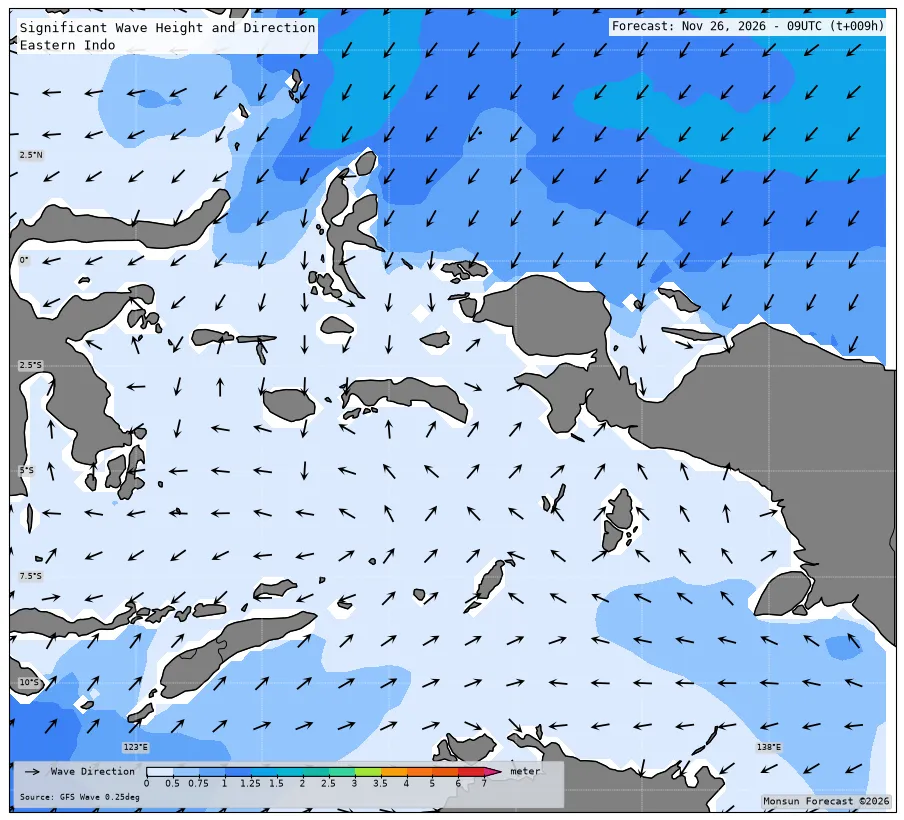 Significant Wave Height and Direction
Eastern Indo
Forecast: Nov 26, 2026 - 09UTC (t+009h)
2.5°N
0°
2.5°S
5°S
7.5°S
10°S
123°E
138°E
Wave Direction
meter
0 0.5 0.75 1 1.25 1.5 2 2.5 3 3.5 4 5 6 7
Source: GFS Wave 0.25deg
Monsun Forecast ©2026